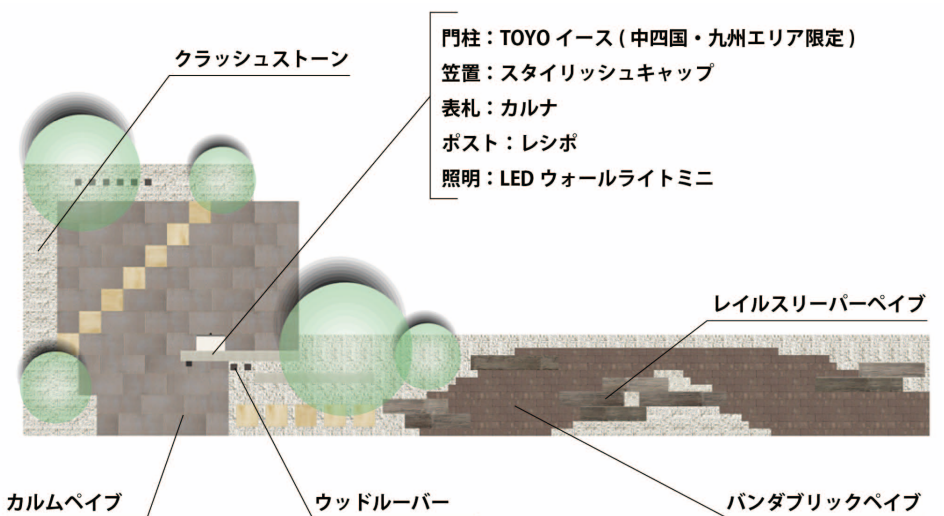 クラッシュストーン
門柱：TOYO イース ( 中四国・九州エリア限定 )
笠置：スタイリッシュキャップ
表札：カルナ
ポスト：レシポ
照明：LED ウォールライトミニ
レイルスリーパーペイブ
カルムペイブ
ウッドルーバー
バンダブリックペイブ